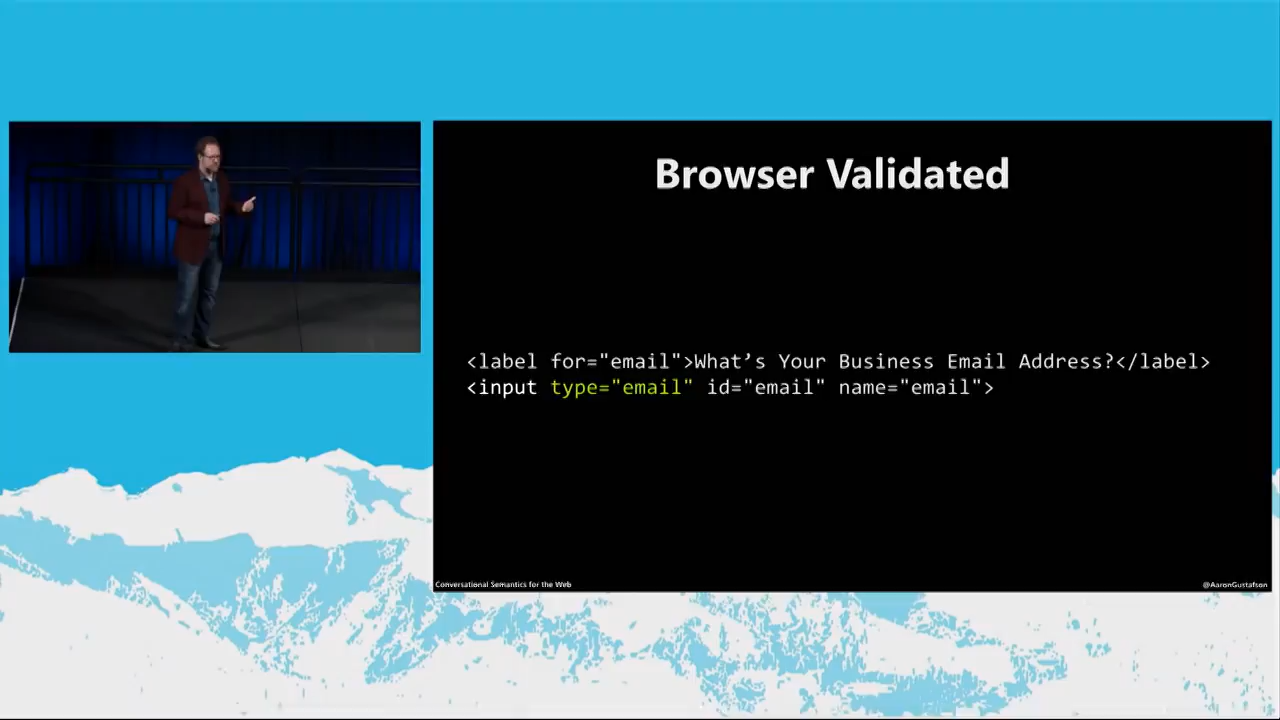 Browser Validated
<label for="email">What’s Your Business Email Address?</label>
<input type="email" id="email" name="email">
Conversational Semantics for the Web
@AaronGustafson